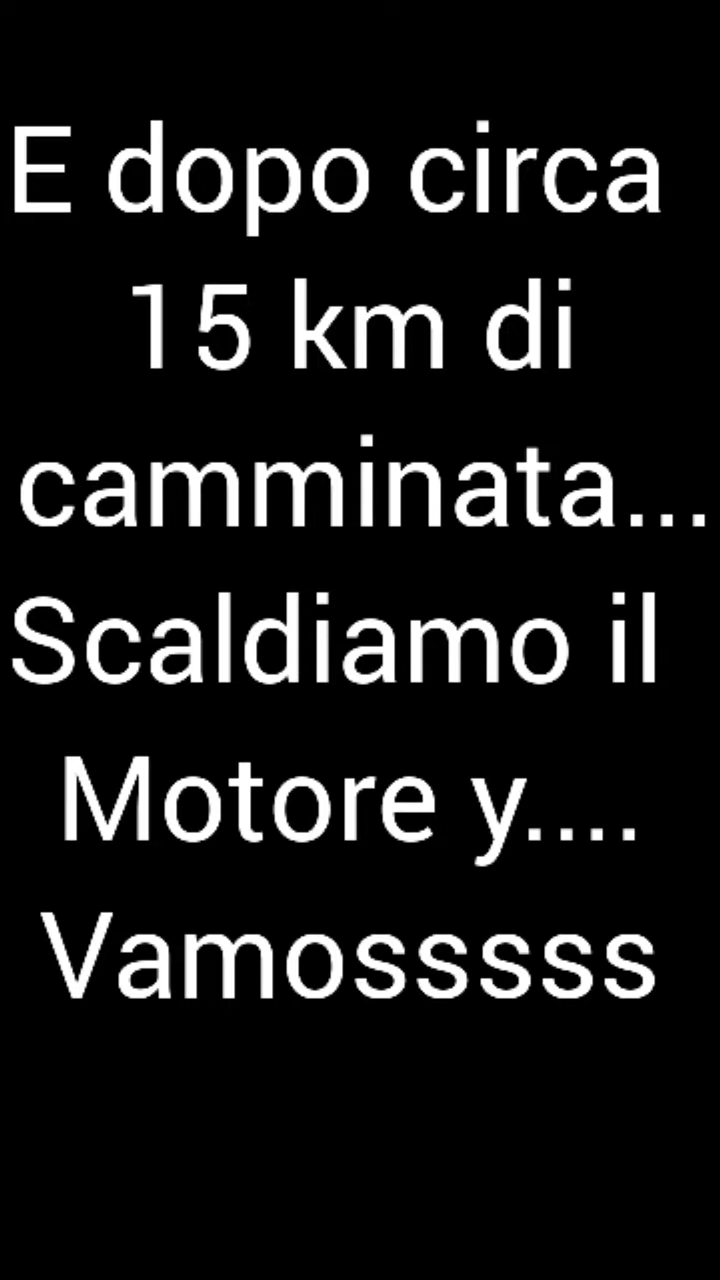 E dopo circa
15 km di
camminata...
Scaldiamo il
Motore y....
Vamosssss